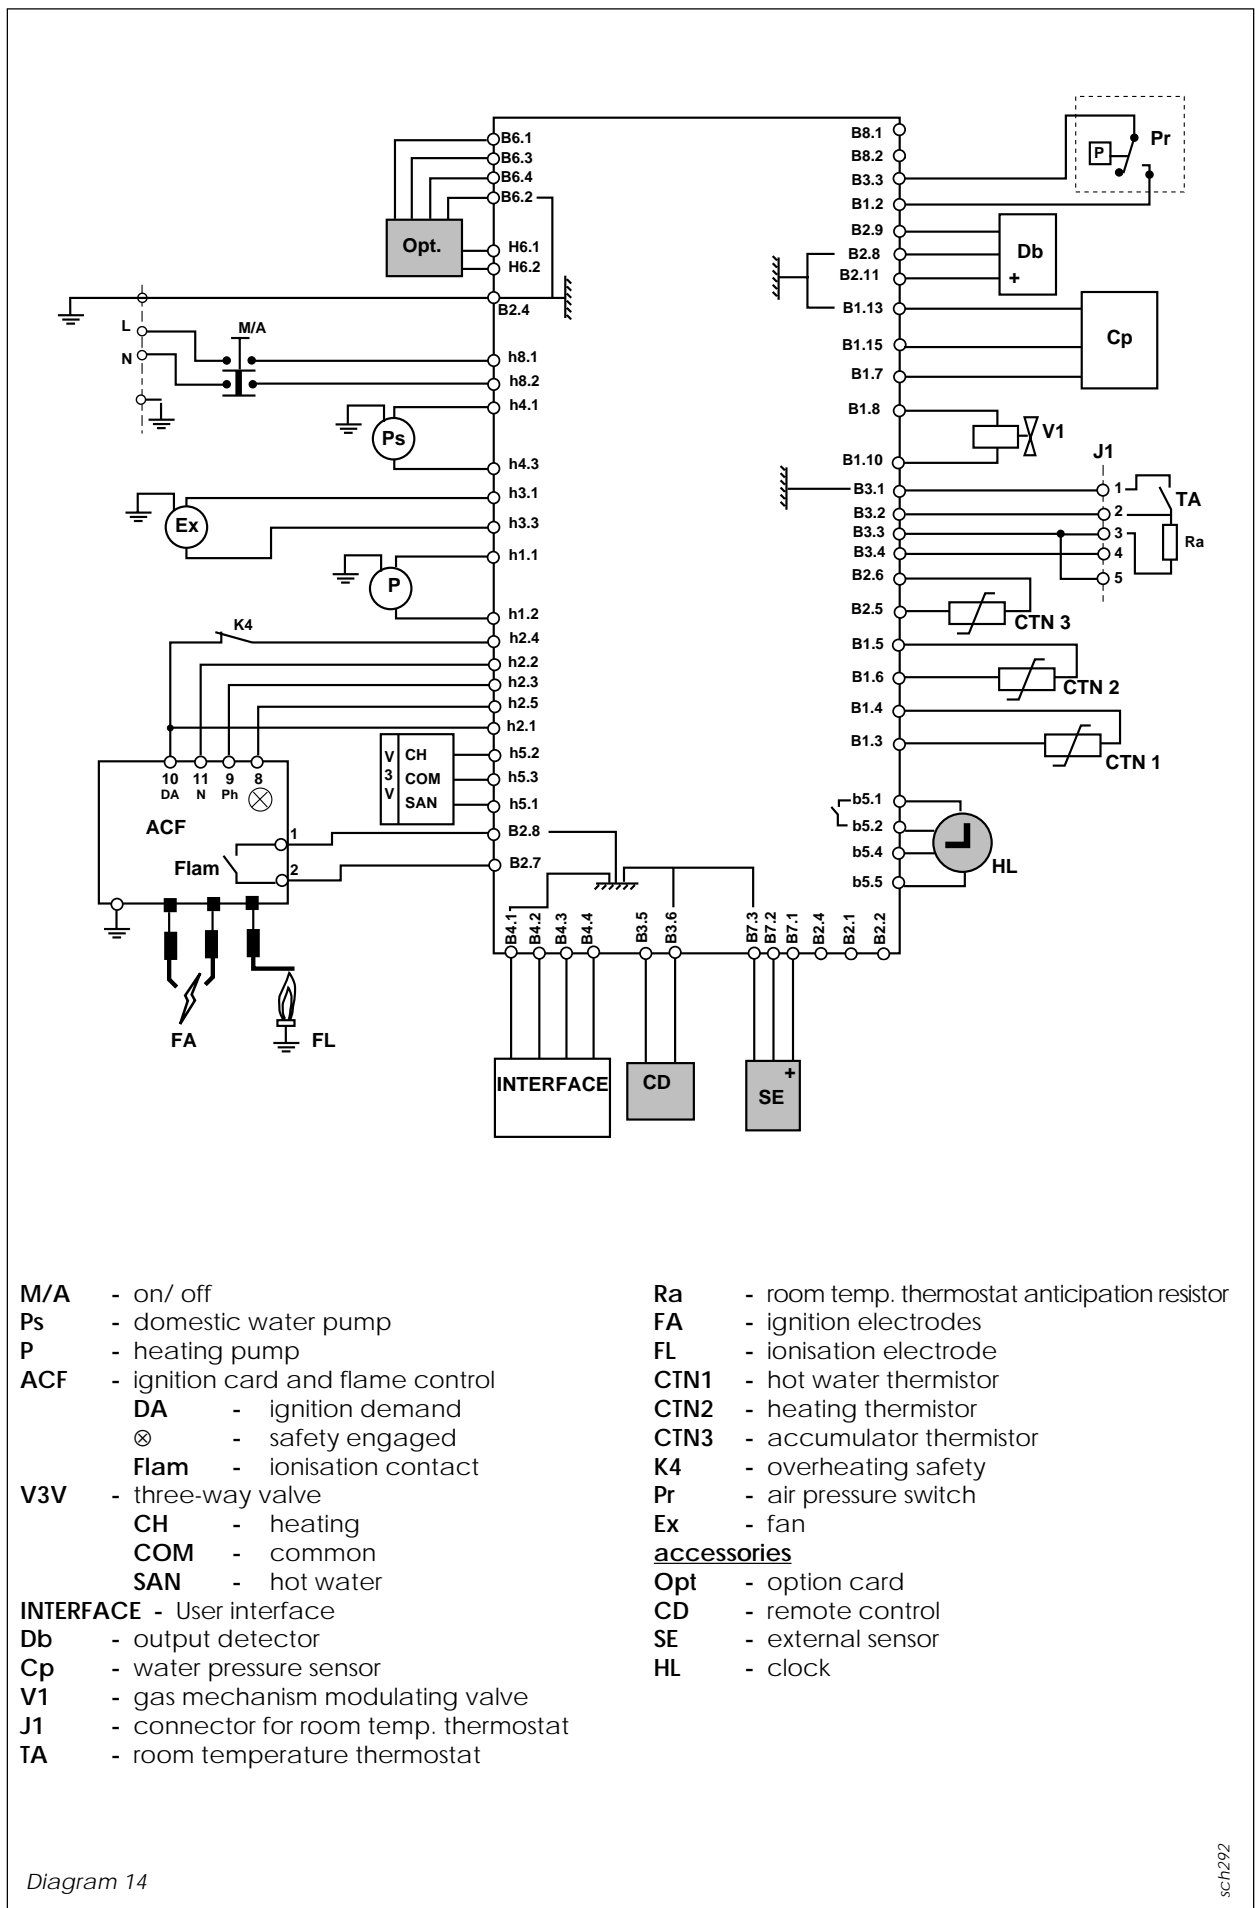 B6.1
B6.3
B6.4
B6.2
Opt.
H6.1
H6.2
B2.4
L
M/A
N
h8.1
h8.2
h4.1
Ps
h4.3
h3.1
Ex
h3.3
h1.1
P
h1.2
K4
h2.4
h2.2
h2.3
h2.5
h2.1
V3V
CH
h5.2
COM
h5.3
SAN
h5.1
10 11 9 8
DA N Ph
ACF
1
Flam
2
B2.8
B2.7
FA
FL
B8.1
B8.2
B3.3
B1.2
P
Pr
B2.9
B2.8
B2.11
Db
+
B1.13
B1.15
B1.7
Cp
B1.8
V1
B1.10
J1
B3.1
1
TA
B3.2
2
B3.3
3
Ra
B3.4
4
5
B2.6
B2.5
CTN 3
B1.5
B1.6
CTN 2
B1.4
B1.3
CTN 1
b5.1
b5.2
b5.4
HL
b5.5
B4.1
B4.2
B4.3
B4.4
B3.5
B3.6
B7.3
B7.2
B7.1
B2.4
B2.1
B2.2
INTERFACE
CD
+
SE
M/A - on/ off
Ps - domestic water pump
P - heating pump
ACF - ignition card and flame control
DA - ignition demand
⊗ - safety engaged
Flam - ionisation contact
V3V - three-way valve
CH - heating
COM - common
SAN - hot water
INTERFACE - User interface
Db - output detector
Cp - water pressure sensor
V1 - gas mechanism modulating valve
J1 - connector for room temp. thermostat
TA - room temperature thermostat
Ra - room temp. thermostat anticipation resistor
FA - ignition electrodes
FL - ionisation electrode
CTN1 - hot water thermistor
CTN2 - heating thermistor
CTN3 - accumulator thermistor
K4 - overheating safety
Pr - air pressure switch
Ex - fan
accessories
Opt - option card
CD - remote control
SE - external sensor
HL - clock
Diagram 14
sch292